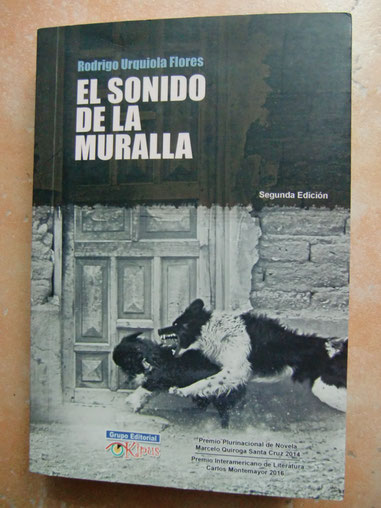 Rodrigo Urquiola Flores
EL SONIDO
DE LA
MURALLA
Segunda Edición
Grupo Editorial
Kipus
Premio Plurinacional de Novela
Marcelo Quiroga Santa Cruz 2014
Premio Interamericano de Literatura
Carlos Montemayor 2016